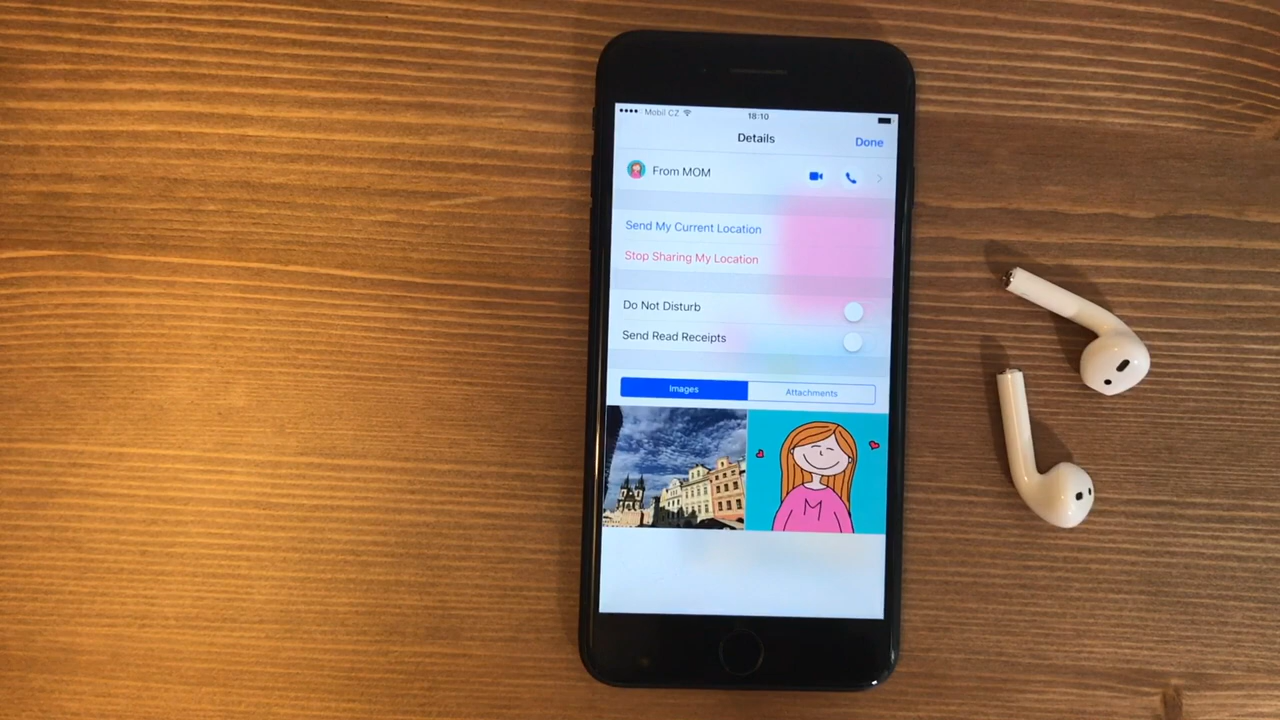 Mobil CZ 18:10
Details Done
From MOM
Send My Current Location
Stop Sharing My Location
Do Not Disturb
Send Read Receipts
Images Attachments
M